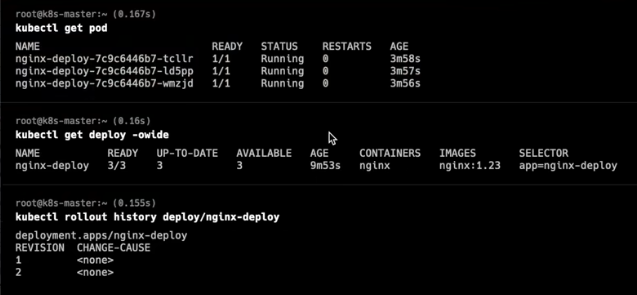 root@k8s-master:~ (0.167s)
kubectl get pod
NAME READY STATUS RESTARTS AGE
nginx-deploy-7c9c6446b7-tcllr 1/1 Running 0 3m58s
nginx-deploy-7c9c6446b7-ld5pp 1/1 Running 0 3m57s
nginx-deploy-7c9c6446b7-wmzjd 1/1 Running 0 3m56s
root@k8s-master:~ (0.16s)
kubectl get deploy -owide
NAME READY UP-TO-DATE AVAILABLE AGE CONTAINERS IMAGES SELECTOR
nginx-deploy 3/3 3 3 9m53s nginx nginx:1.23 app=nginx-deploy
root@k8s-master:~ (0.155s)
kubectl rollout history deploy/nginx-deploy
deployment.apps/nginx-deploy
REVISION CHANGE-CAUSE
1 <none>
2 <none>